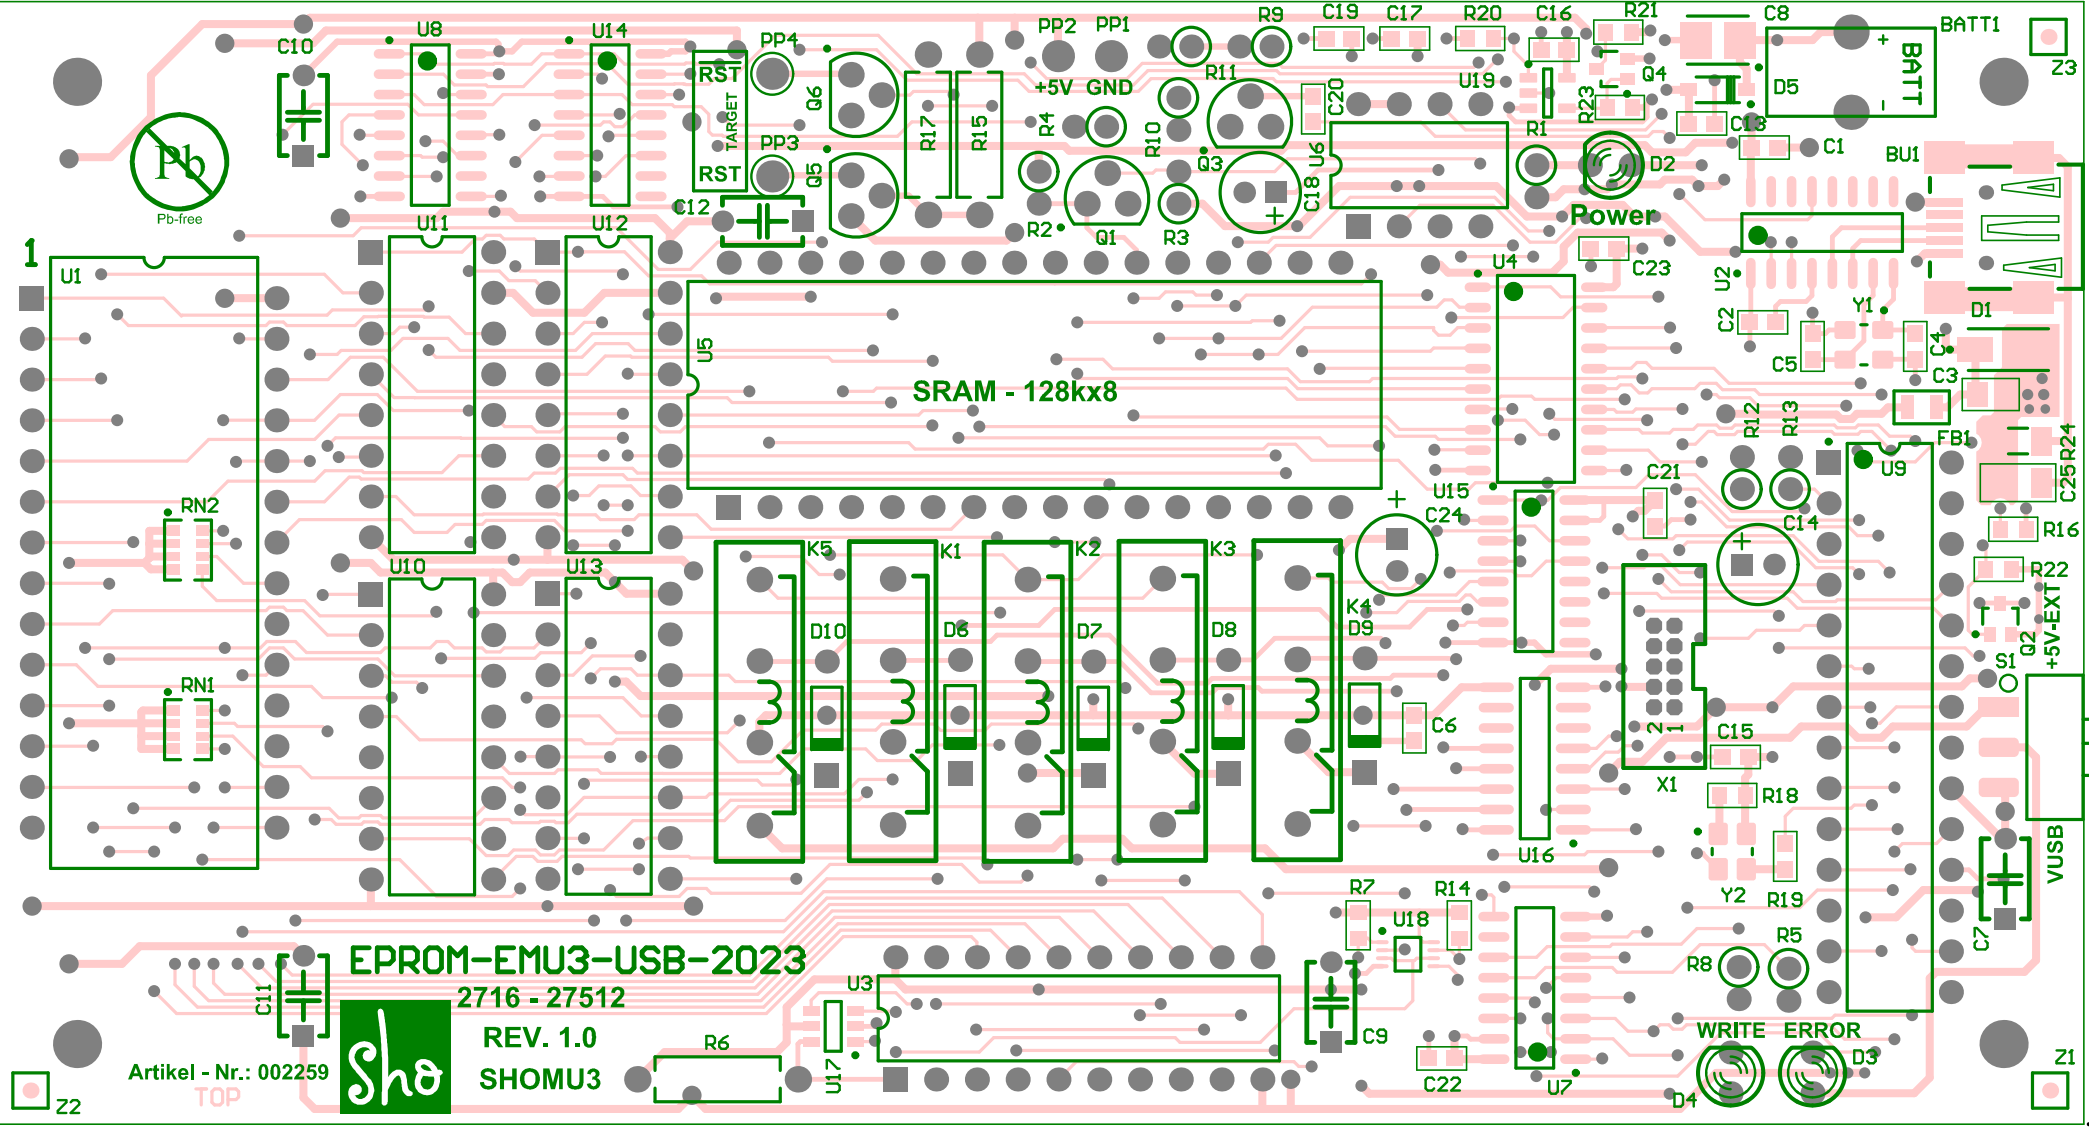 C10
U8
U14
PP4
Q6
PP2
PP1
+5V GND
R9
C19
C17
R20
C16
R21
C8
BATT1
Z3
+
BATT
-
D5
Q4
U19
R23
C20
R11
R4
R10
R17
R15
RST
TARGET
RST
PP3
Q5
C12
Pb
Pb-free
Q3
U6
C18
+
R1
D2
C13
C1
BU1
Power
R2
Q1
R3
U11
U12
1
U1
U4
C23
U2
C2
Y1
D1
C5
C4
C3
U5
SRAM - 128kx8
R12
R13
FB1
R24
U9
C25
C21
U15
+
C24
C14
+
R16
RN2
K5
K1
K2
K3
K4
U10
U13
R22
+5V-EXT
Q2
S1
D10
D6
D7
D8
D9
RN1
C6
2
1
C15
X1
R18
U16
Y2
R19
VUSB
C7
R7
R14
U18
R5
R8
EPROM-EMU3-USB-2023
2716 - 27512
REV. 1.0
SHOMU3
C11
sho
U3
U17
R6
C9
C22
U7
WRITE ERROR
D3
D4
Artikel - Nr.: 002259
TOP
Z2
Z1